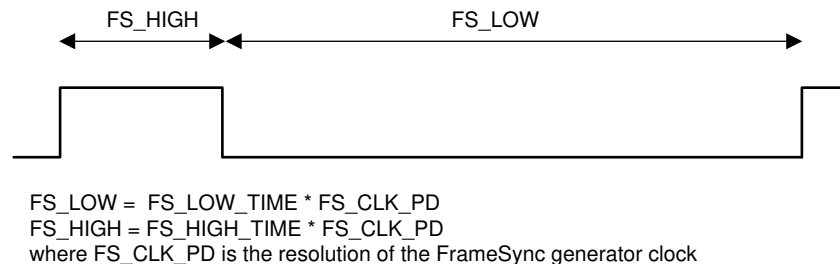 FS_HIGH FS_LOW
FS_LOW = FS_LOW_TIME * FS_CLK_PD
FS_HIGH = FS_HIGH_TIME * FS_CLK_PD
where FS_CLK_PD is the resolution of the FrameSync generator clock